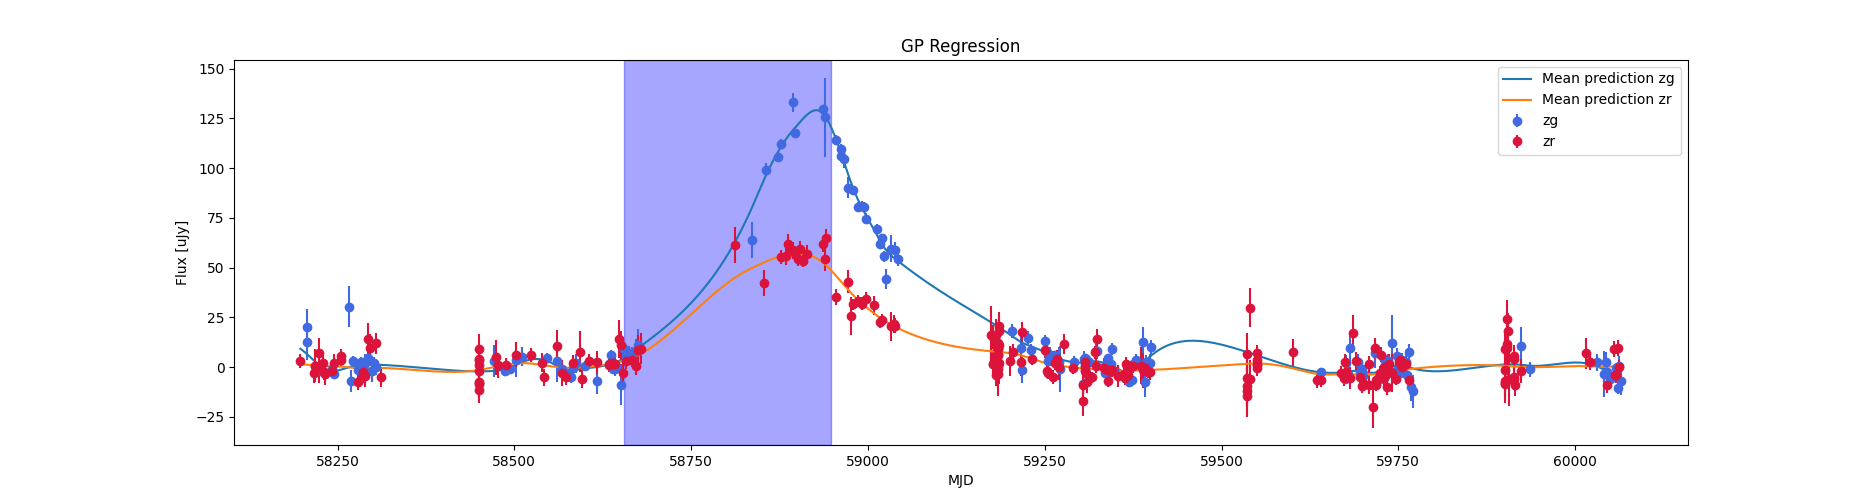 GP Regression
150
125
100
75
50
25
0
−25
Flux [uJy]
58250
58500
58750
59000
59250
59500
59750
60000
MJD
Mean prediction zg
Mean prediction zr
zg
zr